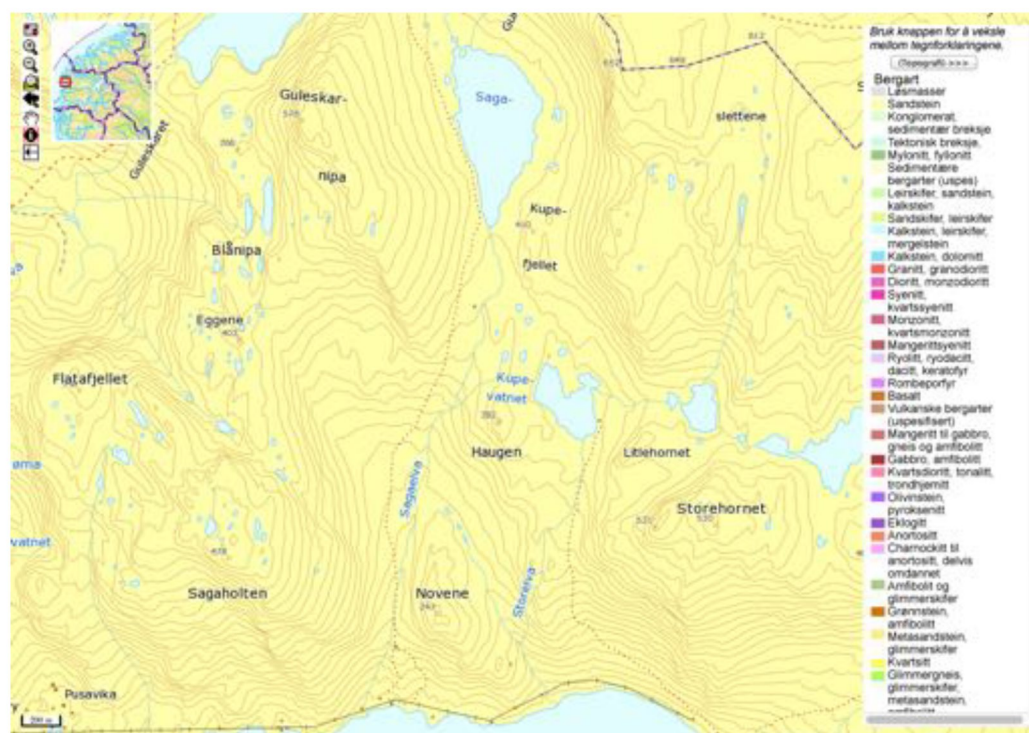 Bruk knappen for å veksle
mellom tegnforklaringene.
(Topografi) >>>
Bergart
Løsmasser
Sandstein
Konglomerat,
sedimentær breksje
Tektonisk breksje,
Mylonitt, fyllonitt
Sedimentære
bergarter (uspes)
Leirskifer, sandstein,
kalkstein
Sandskifer, leirskifer
Kalkstein, leirskifer,
mergelstein
Kalkstein, dolomitt
Granitt, granodioritt
Dioritt, monzodioritt
Syenitt,
kvartssyenitt
Monzonitt,
kvartsmonzonitt
Mangerittsyenitt
Ryolitt, ryodacitt,
dacitt, keratofyr
Rombeporfyr
Basalt
Vulkanske bergarter
(uspesifisert)
Mangeritt til gabbro,
gneis og amfibolitt
Gabbro, amfibolitt
Kvartsdioritt, tonalitt,
trondhjemitt
Olivinstein,
pyroksenitt
Eklogitt
Anortositt
Charnockitt til
anortositt, delvis
omdannet
Amfibolit og
glimmerskifer
Grønnstein,
amfibolitt
Metasandstein,
glimmerskifer
Kvartsitt
Glimmergneis,
glimmerskifer,
metasandstein,
amfibolitt
Guleskaret
Guleskar-
nipa
Saga-
slettene
612
Kupe-
fjellet
Blånipa
Eggene
Flatafjellet
Kupe-
vatnet
Haugen
Litlehornet
Sagaelva
Storehornet
vatnet
Sagaholten
Novene
Storelva
Pusavika
200 m